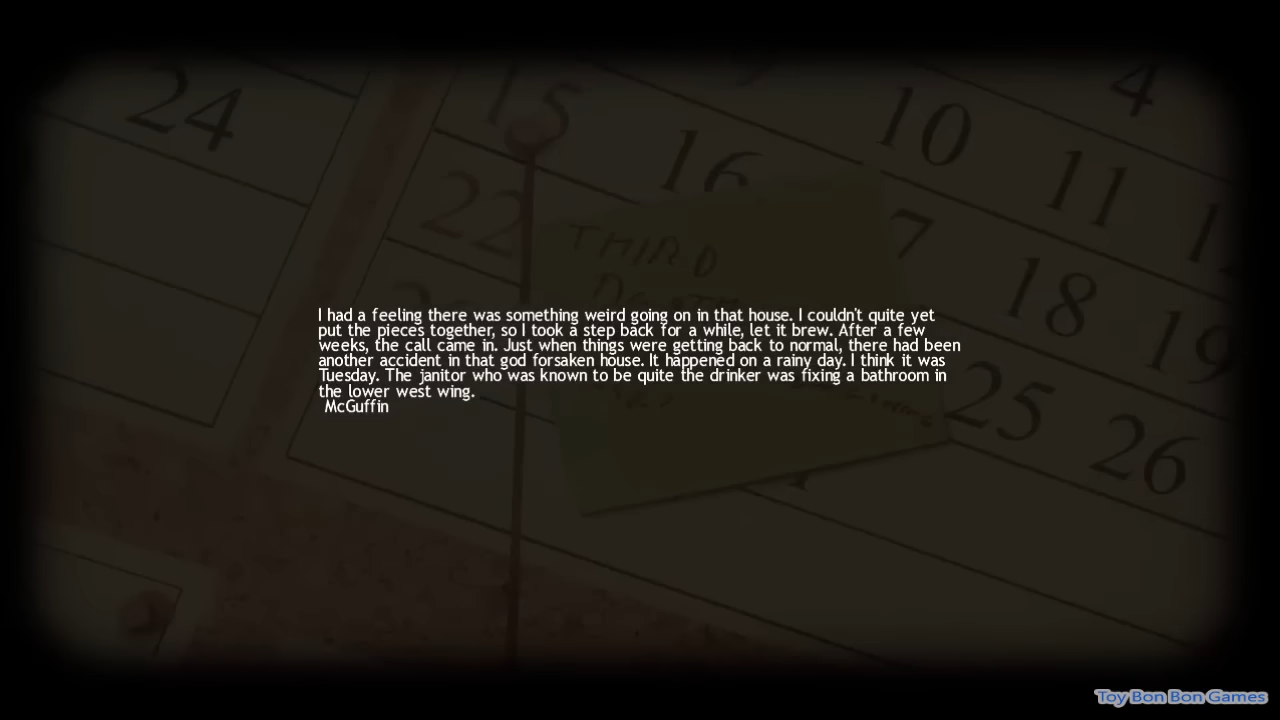 24
15
16
10
4
11
22
7
18
19
25
26
THIRD
DEATH
I had a feeling there was something weird going on in that house. I couldn't quite yet
put the pieces together, so I took a step back for a while, let it brew. After a few
weeks, the call came in. Just when things were getting back to normal, there had been
another accident in that god forsaken house. It happened on a rainy day. I think it was
Tuesday. The janitor who was known to be quite the drinker was fixing a bathroom in
the lower west wing.
McGuffin
Toy Bon Bon Games